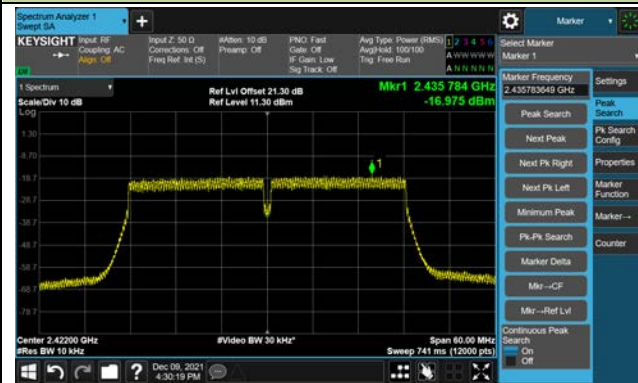 Spectrum Analyzer 1
Swept SA
Marker
KEYSIGHT
Input: RF
Coupling: AC
Align: Off
Input Z: 50 Ω
Corrections: Off
Freq Ref: Int (S)
#Atten: 10 dB
Preamp: Off
PNO: Fast
Gate: Off
IF Gain: Low
Sig Track: Off
Avg Type: Power (RMS)
Avg|Hold: 100/100
Trig: Free Run
1 2 3 4 5 6
A W W W W W
A N N N N N
Select Marker
Marker 1
1 Spectrum
Scale/Div 10 dB
Log
Ref Lvl Offset 21.30 dB
Ref Level 11.30 dBm
Mkr1 2.435 784 GHz
-16.975 dBm
1.30
-8.70
-18.7
-28.7
-38.7
-48.7
-58.7
-68.7
-78.7
1
Center 2.42200 GHz
#Res BW 10 kHz
#Video BW 30 kHz*
Span 60.00 MHz
Sweep 741 ms (12000 pts)
Marker Frequency
2.435783649 GHz
Peak Search
Next Peak
Next Pk Right
Next Pk Left
Minimum Peak
Pk-Pk Search
Marker Delta
Mkr→CF
Mkr→Ref Lvl
Continuous Peak
Search
On
Off
Settings
Peak
Search
Pk Search
Config
Properties
Marker
Function
Marker→
Counter
?
Dec 09, 2021
4:30:19 PM